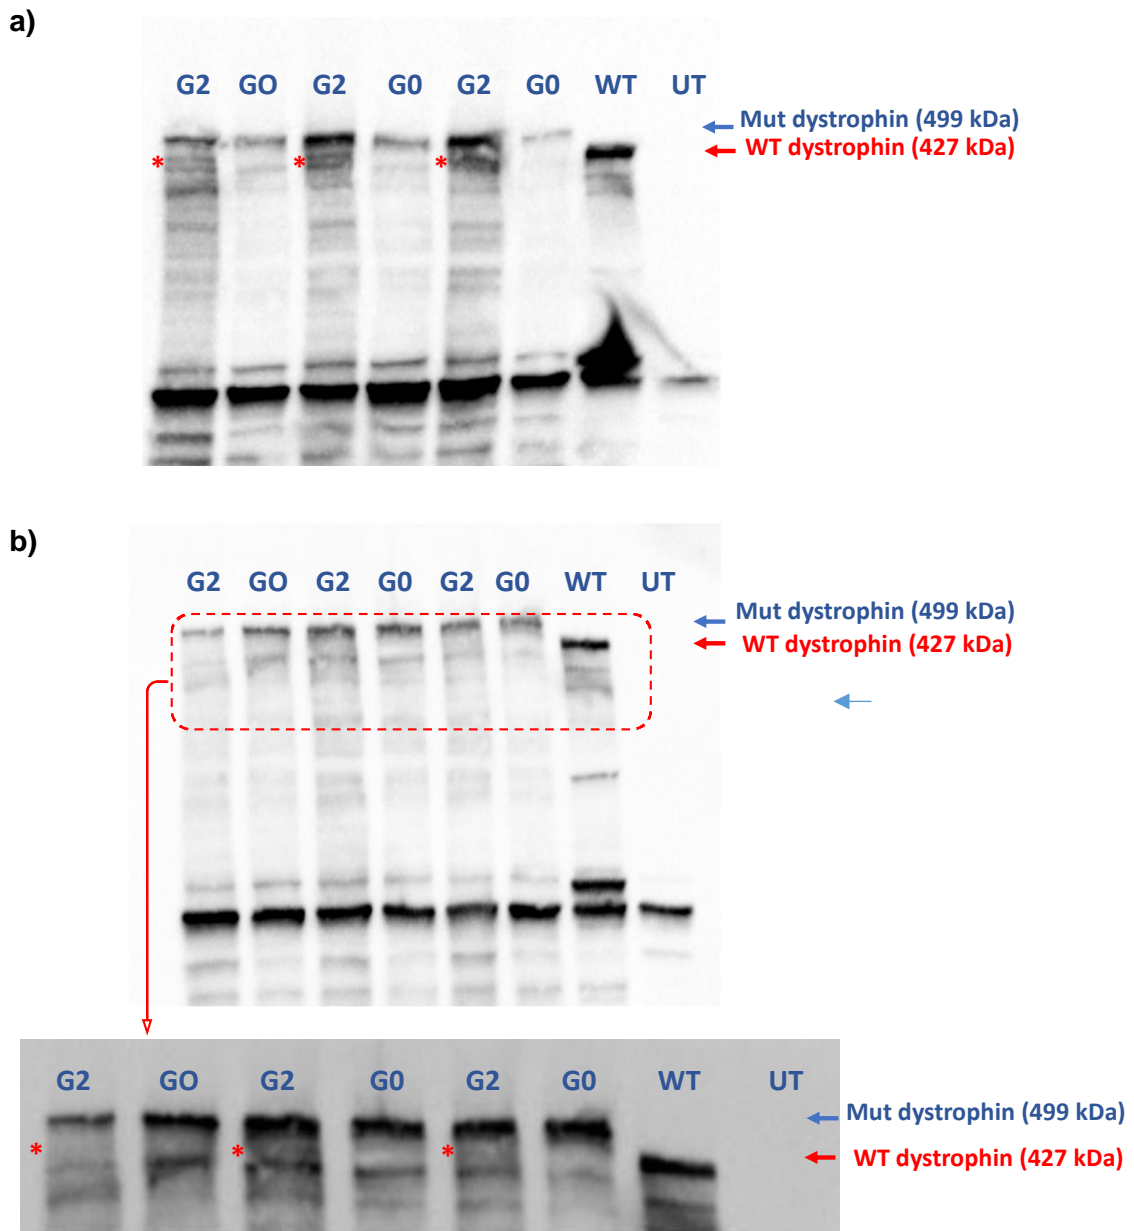 a)
G2 GO G2 G0 G2 G0 WT UT
Mut dystrophin (499 kDa)
WT dystrophin (427 kDa)
* * *
b)
G2 GO G2 G0 G2 G0 WT UT
Mut dystrophin (499 kDa)
WT dystrophin (427 kDa)
G2 GO G2 G0 G2 G0 WT UT
Mut dystrophin (499 kDa)
* * *
WT dystrophin (427 kDa)